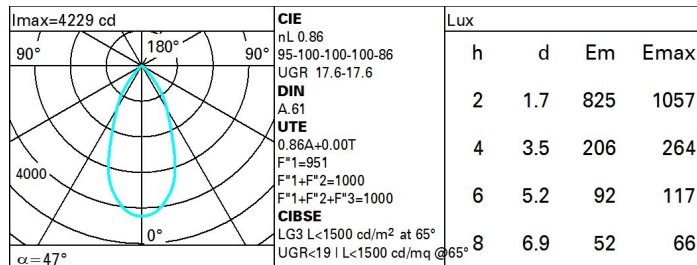 Imax=4229 cd
90° 180° 90°
4000
0°
α=47°
CIE
nL 0.86
95-100-100-100-86
UGR 17.6-17.6
DIN
A.61
UTE
0.86A+0.00T
F"1=951
F"1+F"2=1000
F"1+F"2+F"3=1000
CIBSE
LG3 L<1500 cd/m² at 65°
UGR<19 | L<1500 cd/mq @65°
Lux
h d Em Emax
2 1.7 825 1057
4 3.5 206 264
6 5.2 92 117
8 6.9 52 66